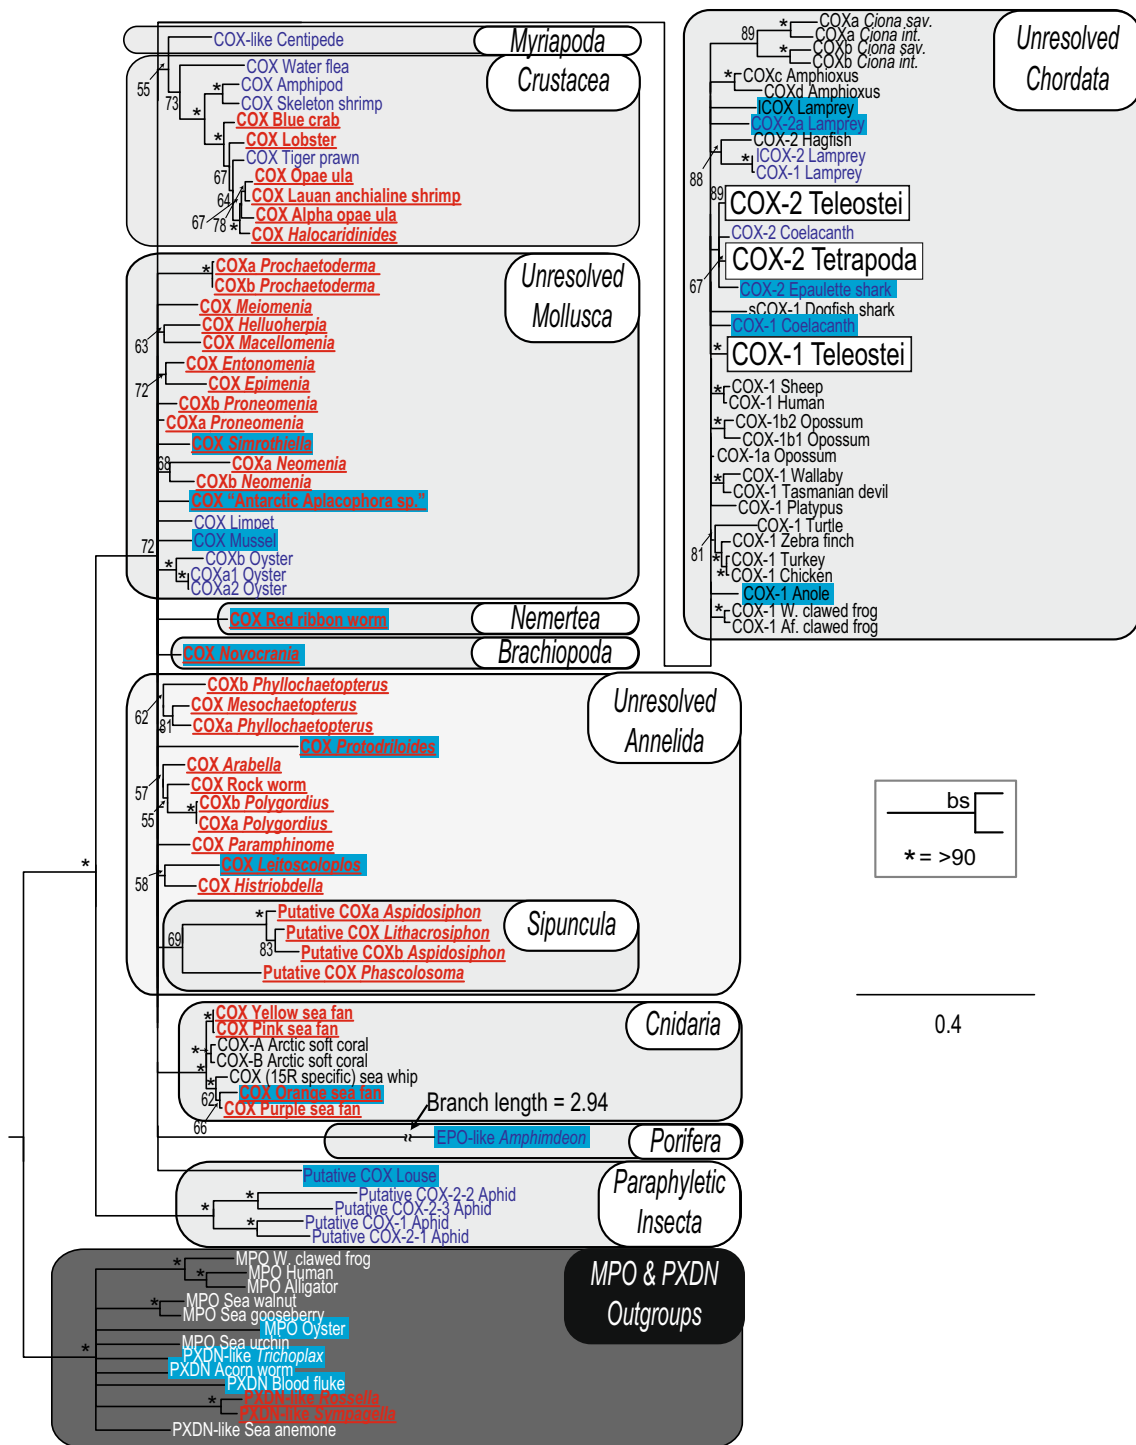 COX-like Centipede
Myriapoda
55
COX Water flea
73
COX Amphipod
COX Skeleton shrimp
*
*
COX Blue crab
COX Lobster
COX Tiger prawn
67
COX Opae ula
64
COX Lauan anchialine shrimp
67
78
COX Alpha opae ula
*
COX Halocaridinides
Crustacea
Unresolved
Mollusca
*
COXa Prochaetoderma
COXb Prochaetoderma
COX Meiomenia
COX Helluoherpia
63
COX Macellomenia
COX Entonomenia
72
COX Epimenia
COXb Proneomenia
COXa Proneomenia
COX Simrothiella
68
COXa Neomenia
COXb Neomenia
COX "Antarctic Aplacophora sp."
COX Limpet
72
COX Mussel
COXb Oyster
*
*
COXa1 Oyster
COXa2 Oyster
COX Red ribbon worm
Nemertea
COX Novocrania
Brachiopoda
Unresolved
Annelida
COXb Phyllochaetopterus
62
COX Mesochaetopterus
81
COXa Phyllochaetopterus
COX Protodriloides
COX Arabella
57
COX Rock worm
55
*
COXb Polygordius
COXa Polygordius
COX Paramphinome
*
COX Leitoscoloplos
58
COX Histriobdella
Sipuncula
*
Putative COXa Aspidosiphon
69
Putative COX Lithacrosiphon
83
Putative COXb Aspidosiphon
Putative COX Phascolosoma
Cnidaria
*
COX Yellow sea fan
COX Pink sea fan
*
COX-A Arctic soft coral
COX-B Arctic soft coral
*
*
COX (15R specific) sea whip
62
COX Orange sea fan
66
COX Purple sea fan
Branch length = 2.94
EPO-like Amphimdeon
Porifera
Putative COX Louse
Paraphyletic
Insecta
*
*
Putative COX-2-2 Aphid
Putative COX-2-3 Aphid
*
Putative COX-1 Aphid
Putative COX-2-1 Aphid
MPO & PXDN
Outgroups
*
MPO W. clawed frog
*
MPO Human
MPO Alligator
*
MPO Sea walnut
MPO Sea gooseberry
MPO Oyster
MPO Sea urchin
*
PXDN-like Trichoplax
PXDN Acorn worm
PXDN Blood fluke
*
PXDN-like Rossella
PXDN-like Sympagella
PXDN-like Sea anemone
Unresolved
Chordata
89
*
COXa Ciona sav.
COXa Ciona int.
*
COXb Ciona sav.
COXb Ciona int.
*
COXc Amphioxus
COXd Amphioxus
lCOX Lamprey
COX-2a Lamprey
COX-2 Hagfish
88
*
lCOX-2 Lamprey
COX-1 Lamprey
89
COX-2 Teleostei
COX-2 Coelacanth
COX-2 Tetrapoda
67
COX-2 Epaulette shark
sCOX-1 Dogfish shark
COX-1 Coelacanth
*
COX-1 Teleostei
*
COX-1 Sheep
COX-1 Human
*
COX-1b2 Opossum
COX-1b1 Opossum
COX-1a Opossum
*
COX-1 Wallaby
COX-1 Tasmanian devil
COX-1 Platypus
COX-1 Turtle
81
COX-1 Zebra finch
*
COX-1 Turkey
*
COX-1 Chicken
COX-1 Anole
*
COX-1 W. clawed frog
COX-1 Af. clawed frog
bs
* = >90
0.4